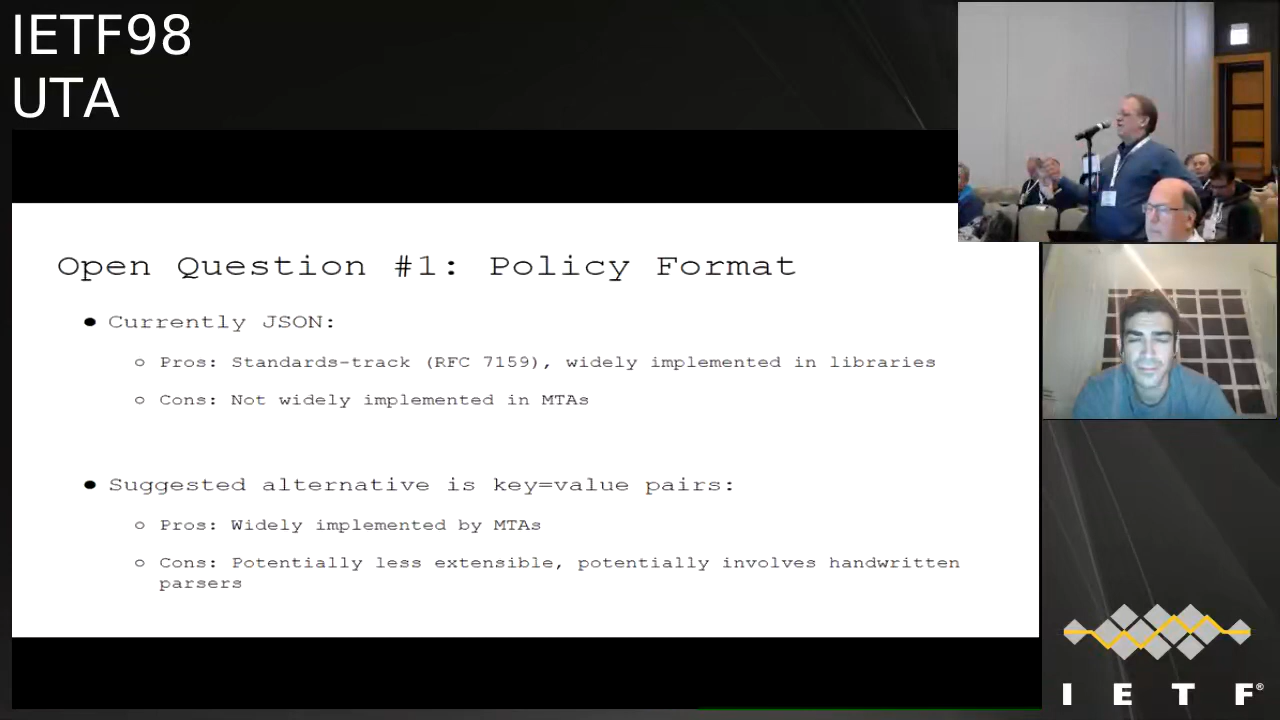 IETF98
UTA
Open Question #1: Policy Format
● Currently JSON:
○ Pros: Standards-track (RFC 7159), widely implemented in libraries
○ Cons: Not widely implemented in MTAs
● Suggested alternative is key=value pairs:
○ Pros: Widely implemented by MTAs
○ Cons: Potentially less extensible, potentially involves handwritten
parsers
I E T F®